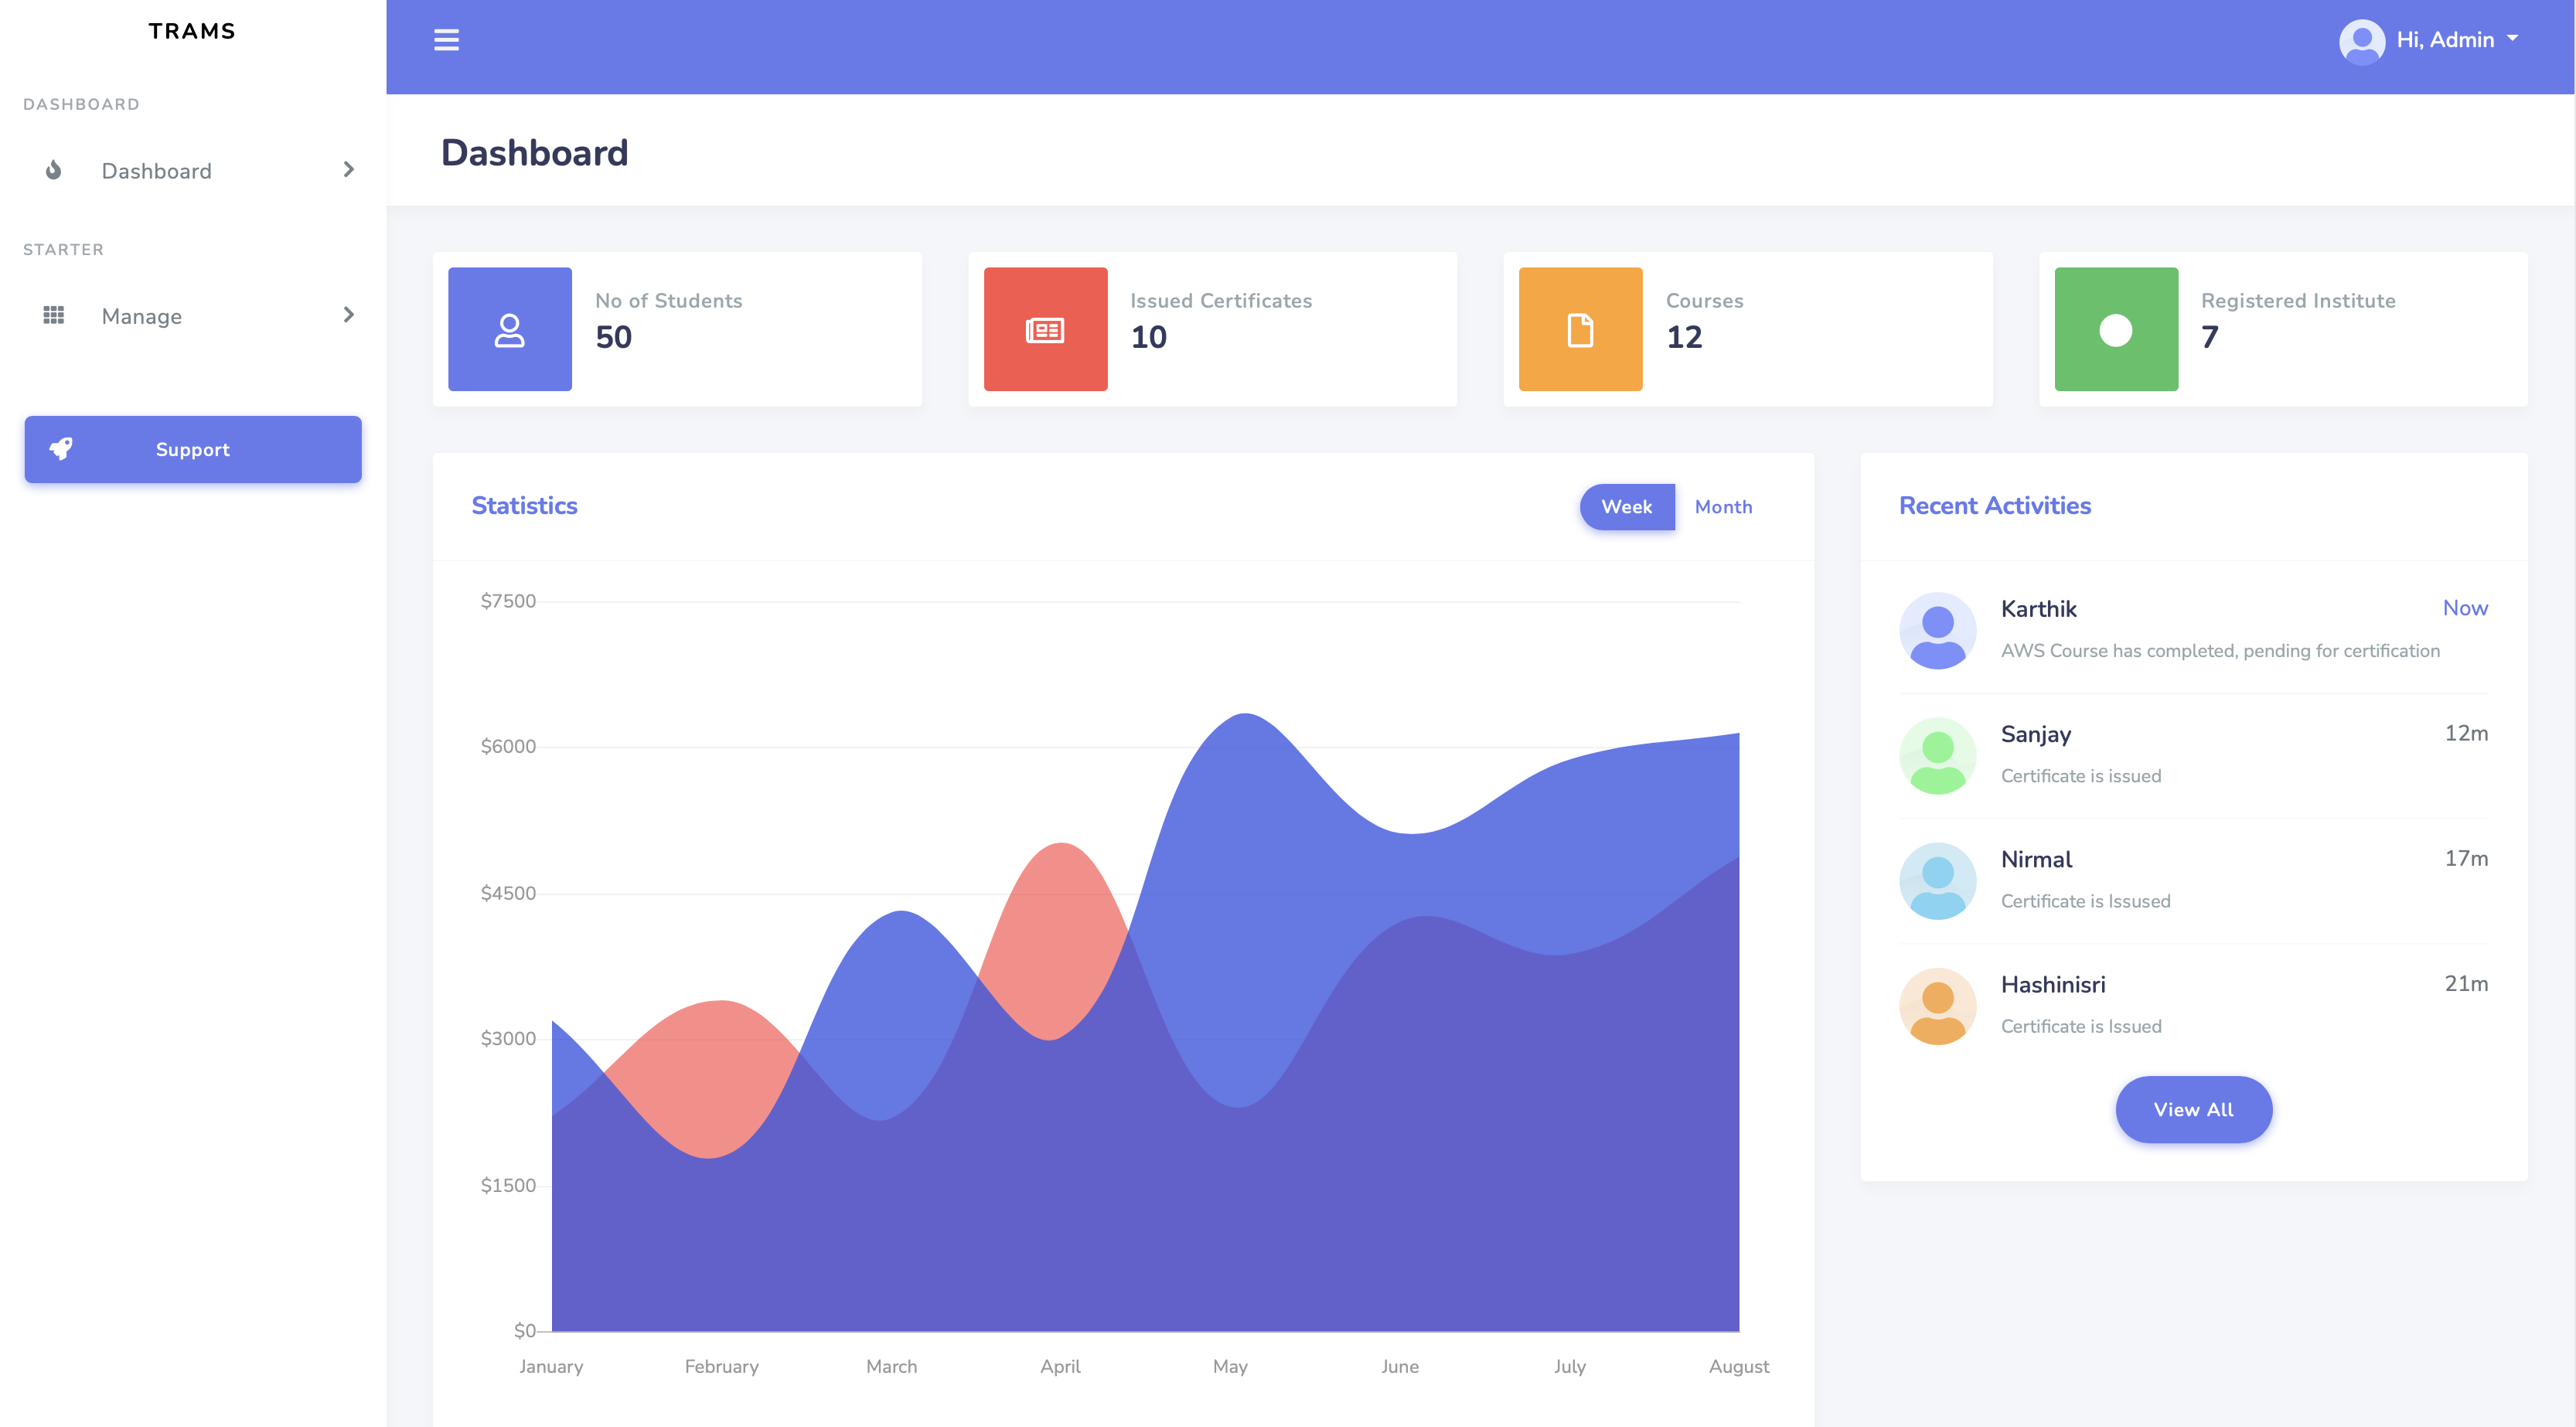 TRAMS
DASHBOARD
Dashboard
STARTER
Manage
Support
Hi, Admin
Dashboard
No of Students
50
Issued Certificates
10
Courses
12
Registered Institute
7
Statistics
Week
Month
$7500
$6000
$4500
$3000
$1500
$0
January
February
March
April
May
June
July
August
Recent Activities
Karthik
Now
AWS Course has completed, pending for certification
Sanjay
12m
Certificate is issued
Nirmal
17m
Certificate is Issused
Hashinisri
21m
Certificate is Issued
View All